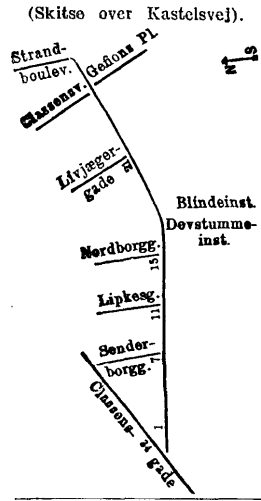 (Skitse over Kastelsvej).
Strand-
boulev.
Classensv. Gefions Pl.
N S
Livjæger-
gade 21
Blindeinst.
Døvstumme-
inst.
Nordborgg.
15
Lipkesg.
11
Sønder-
borgg. 7
1
Classens- 24 gade